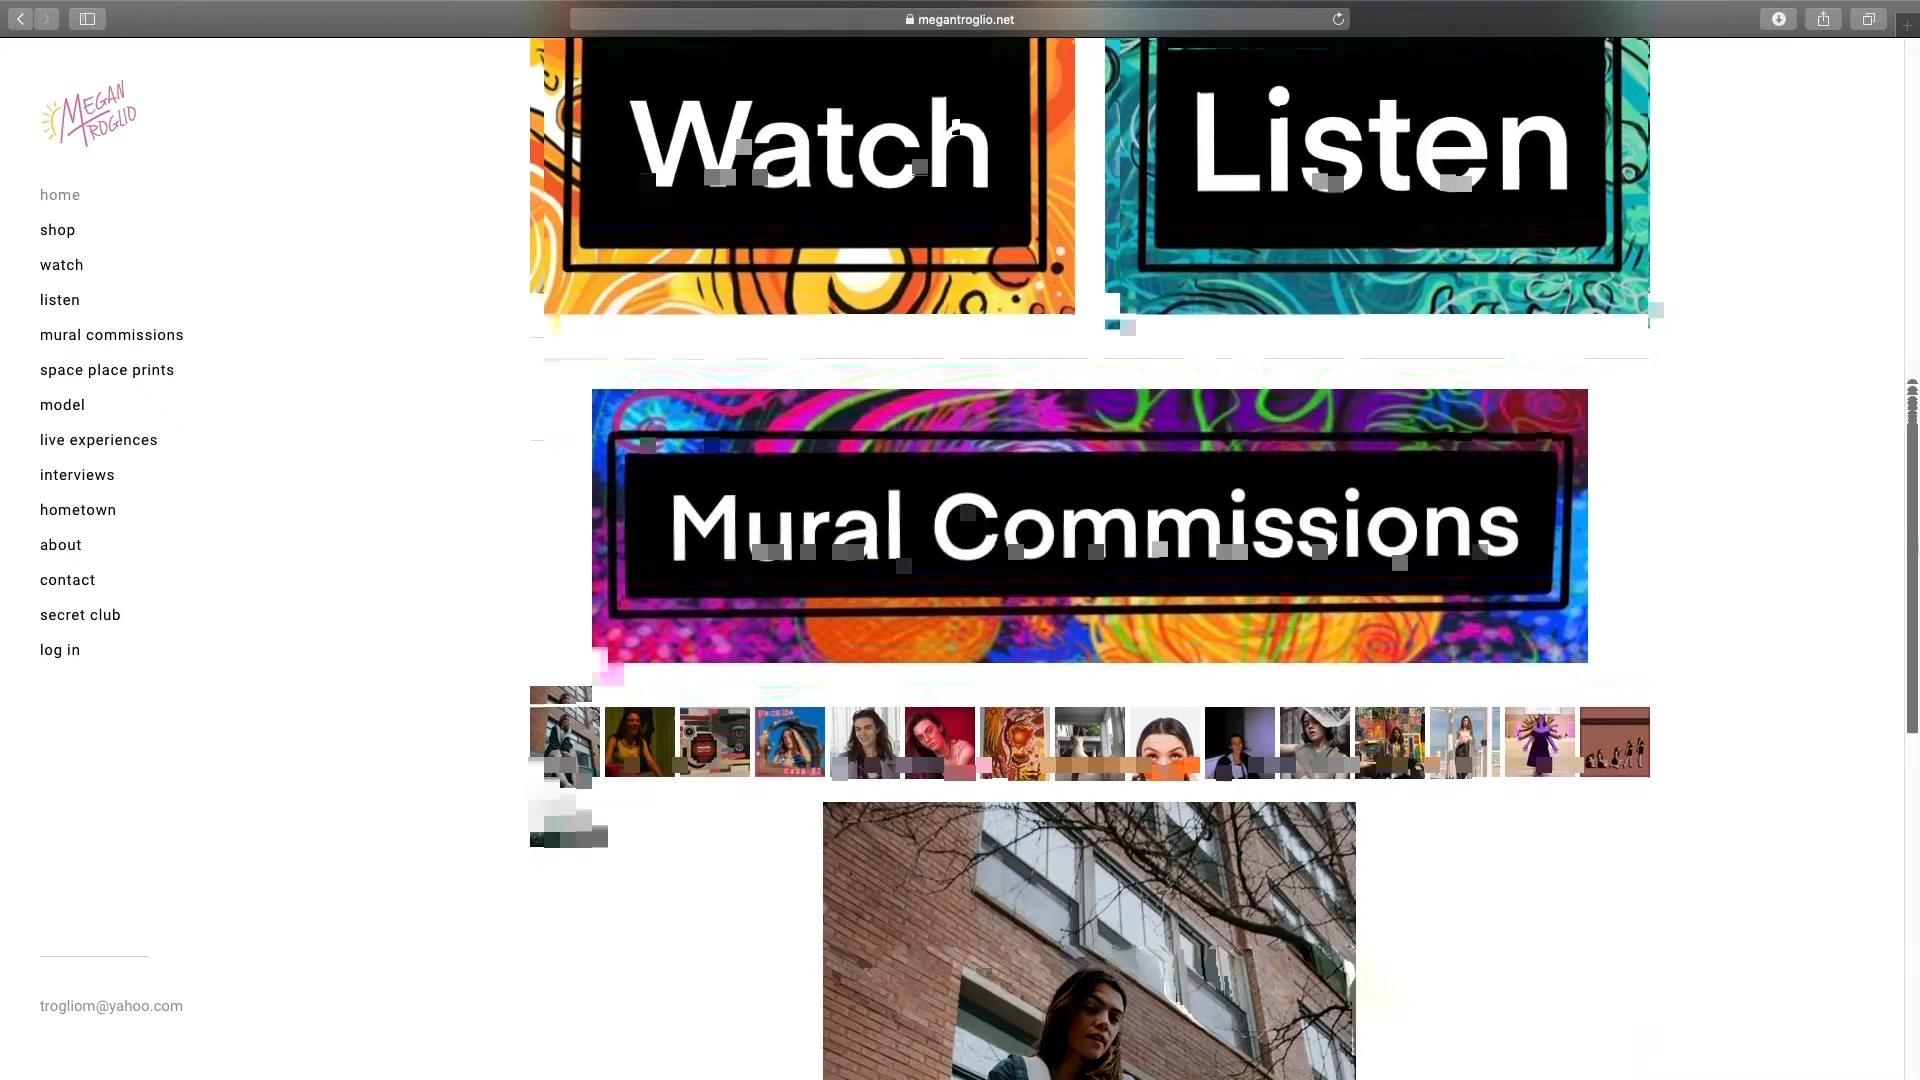 megantroglio.net
MEGAN
TROGLIO
home
shop
watch
listen
mural commissions
space place prints
model
live experiences
interviews
hometown
about
contact
secret club
log in
trogliom@yahoo.com
Watch
Listen
Mural Commissions